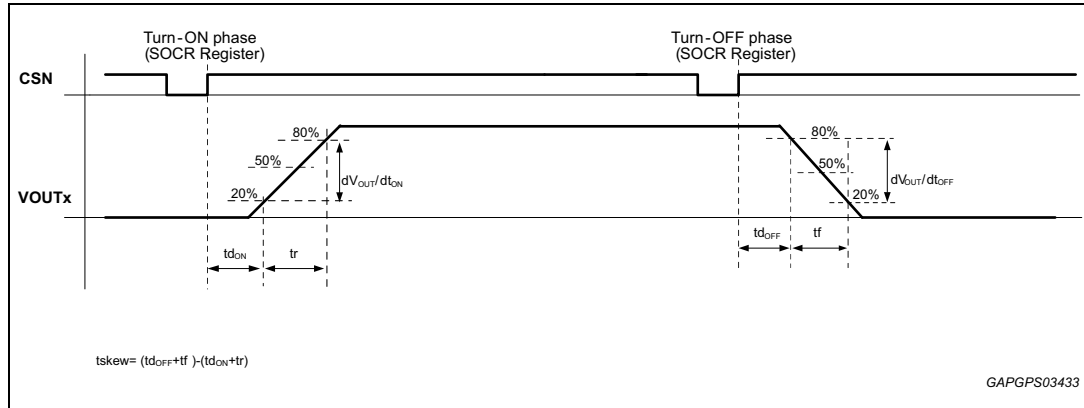 Turn-ON phase
(SOCR Register)
Turn-OFF phase
(SOCR Register)
CSN
80%
50%
20%
dVOUT/dtON
80%
50%
20%
dVOUT/dtOFF
VOUTx
tdON
tr
tdOFF
tf
tskew= (tdOFF+tf )-(tdON+tr)
GAPGPS03433